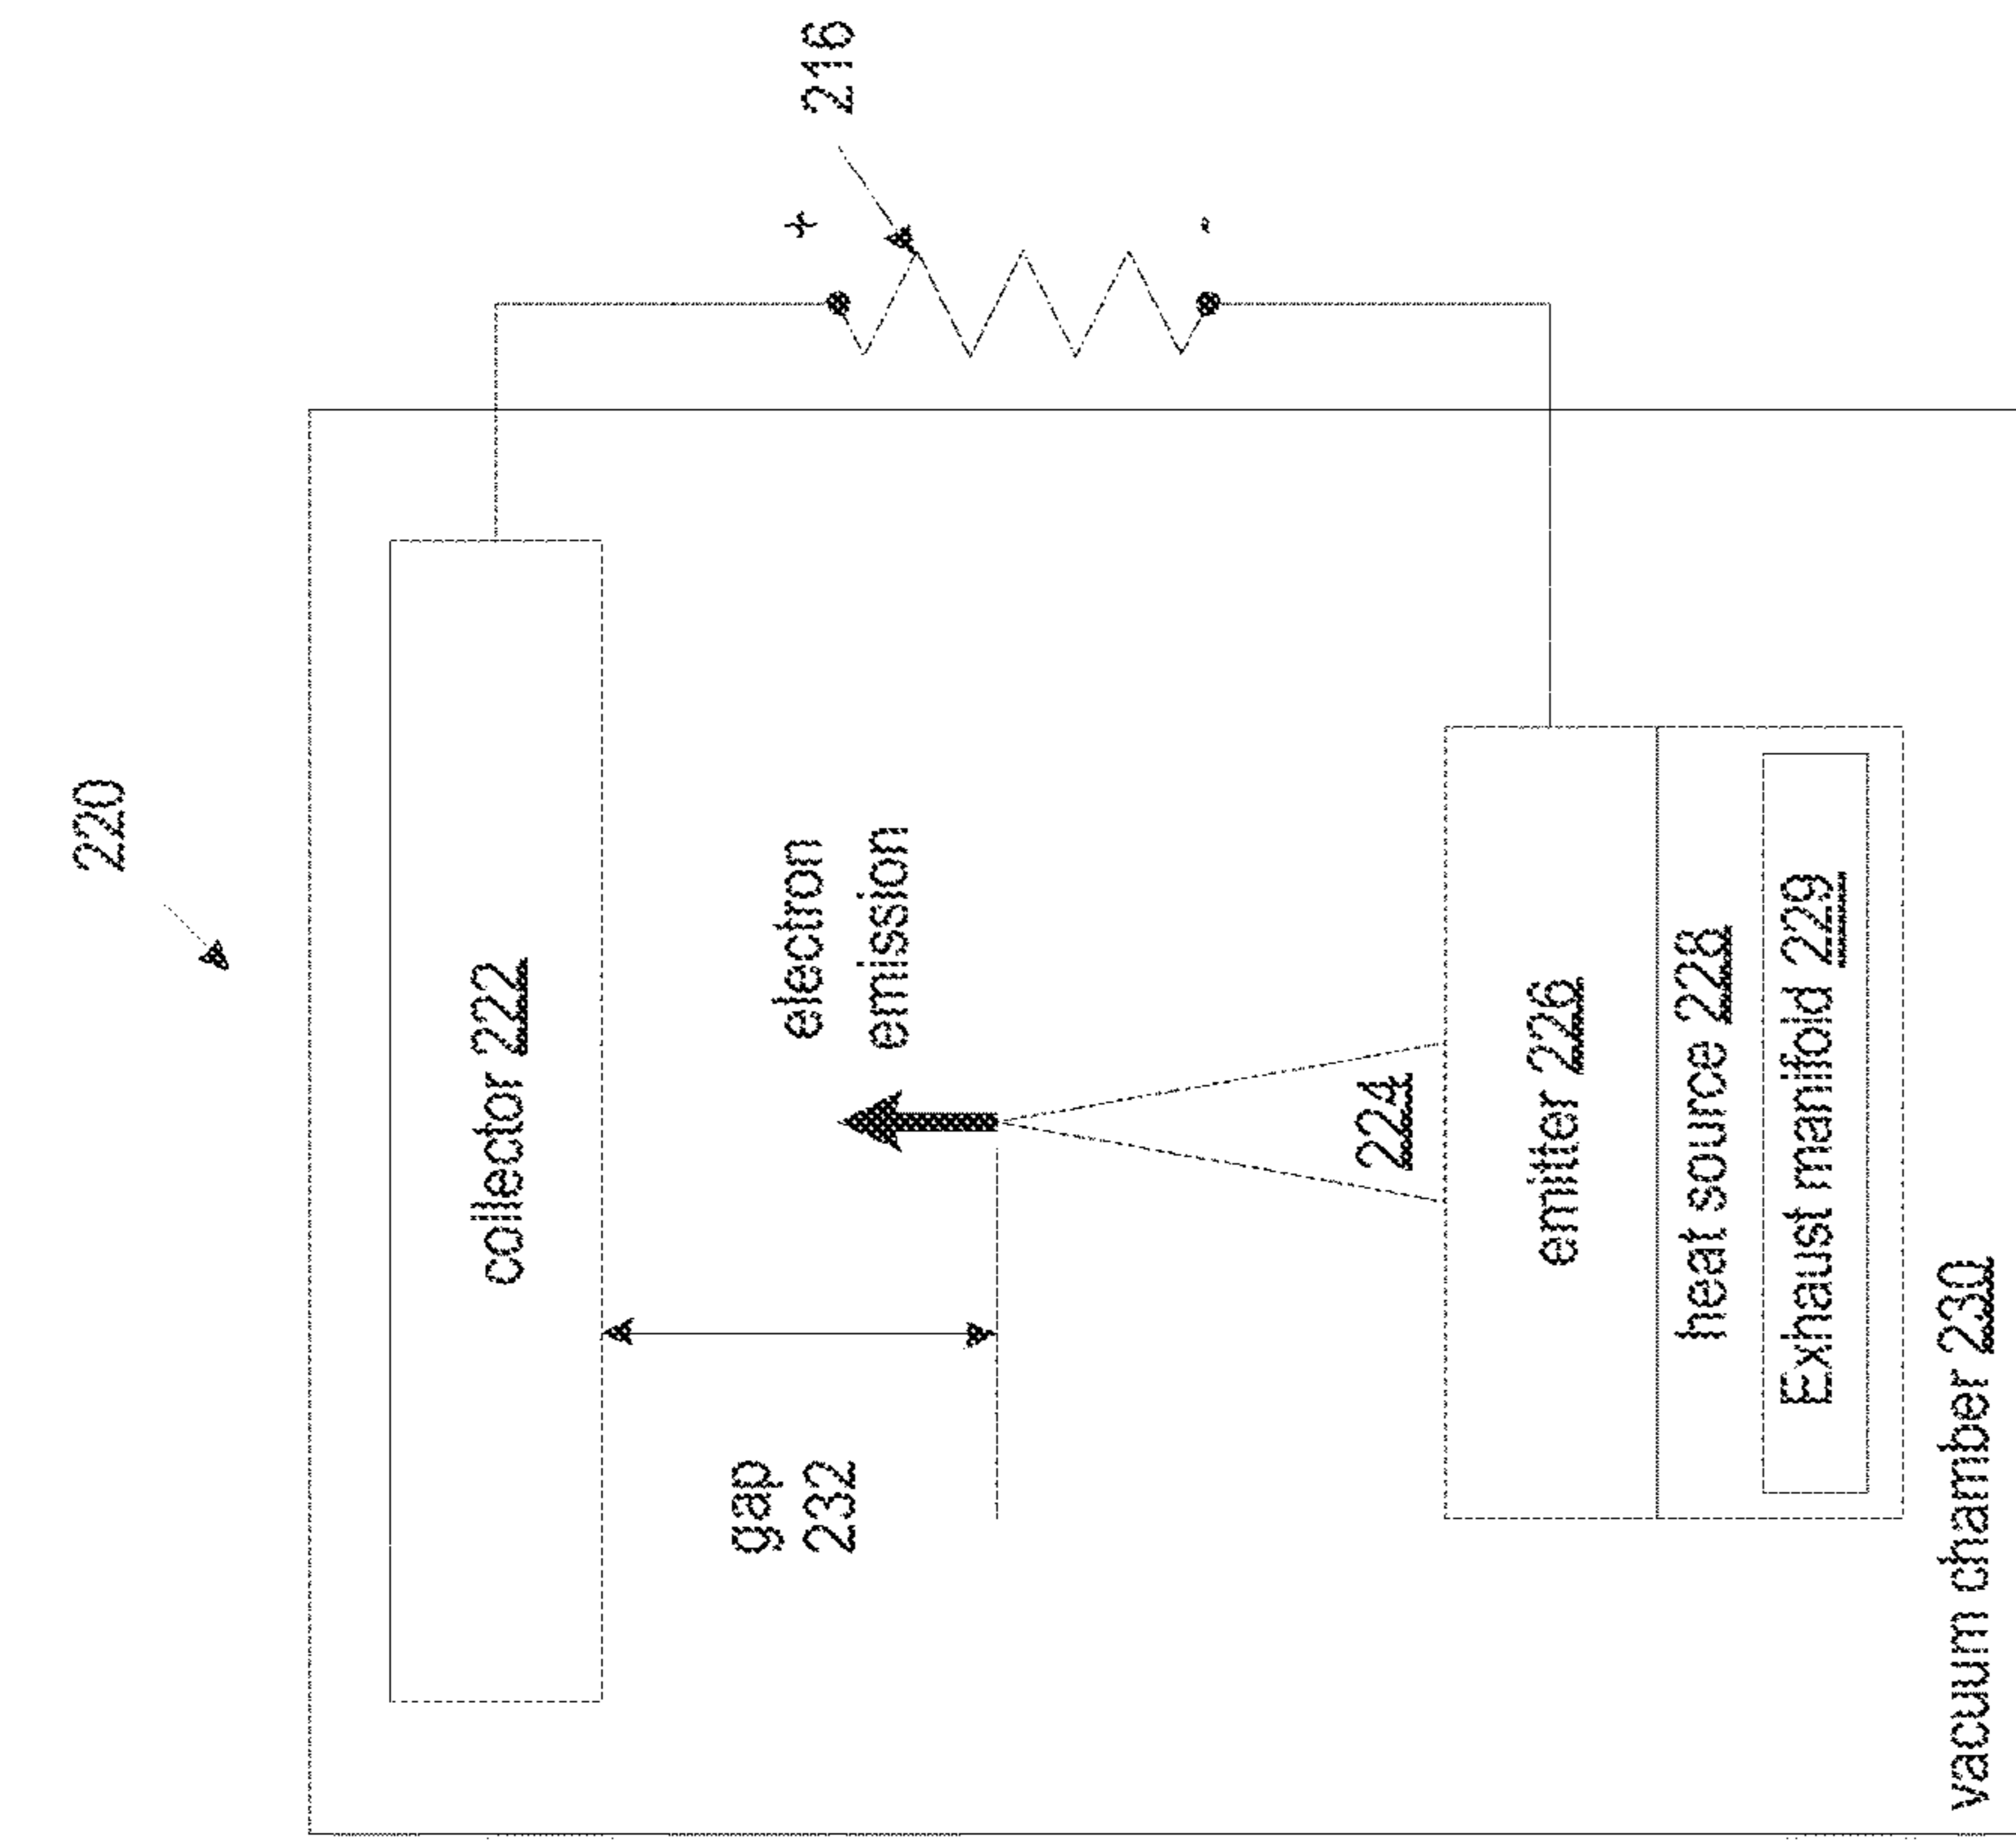 220
216
+
-
collector 222
electron
emission
gap
232
224
emitter 226
heat source 228
Exhaust manifold 229
vacuum chamber 230